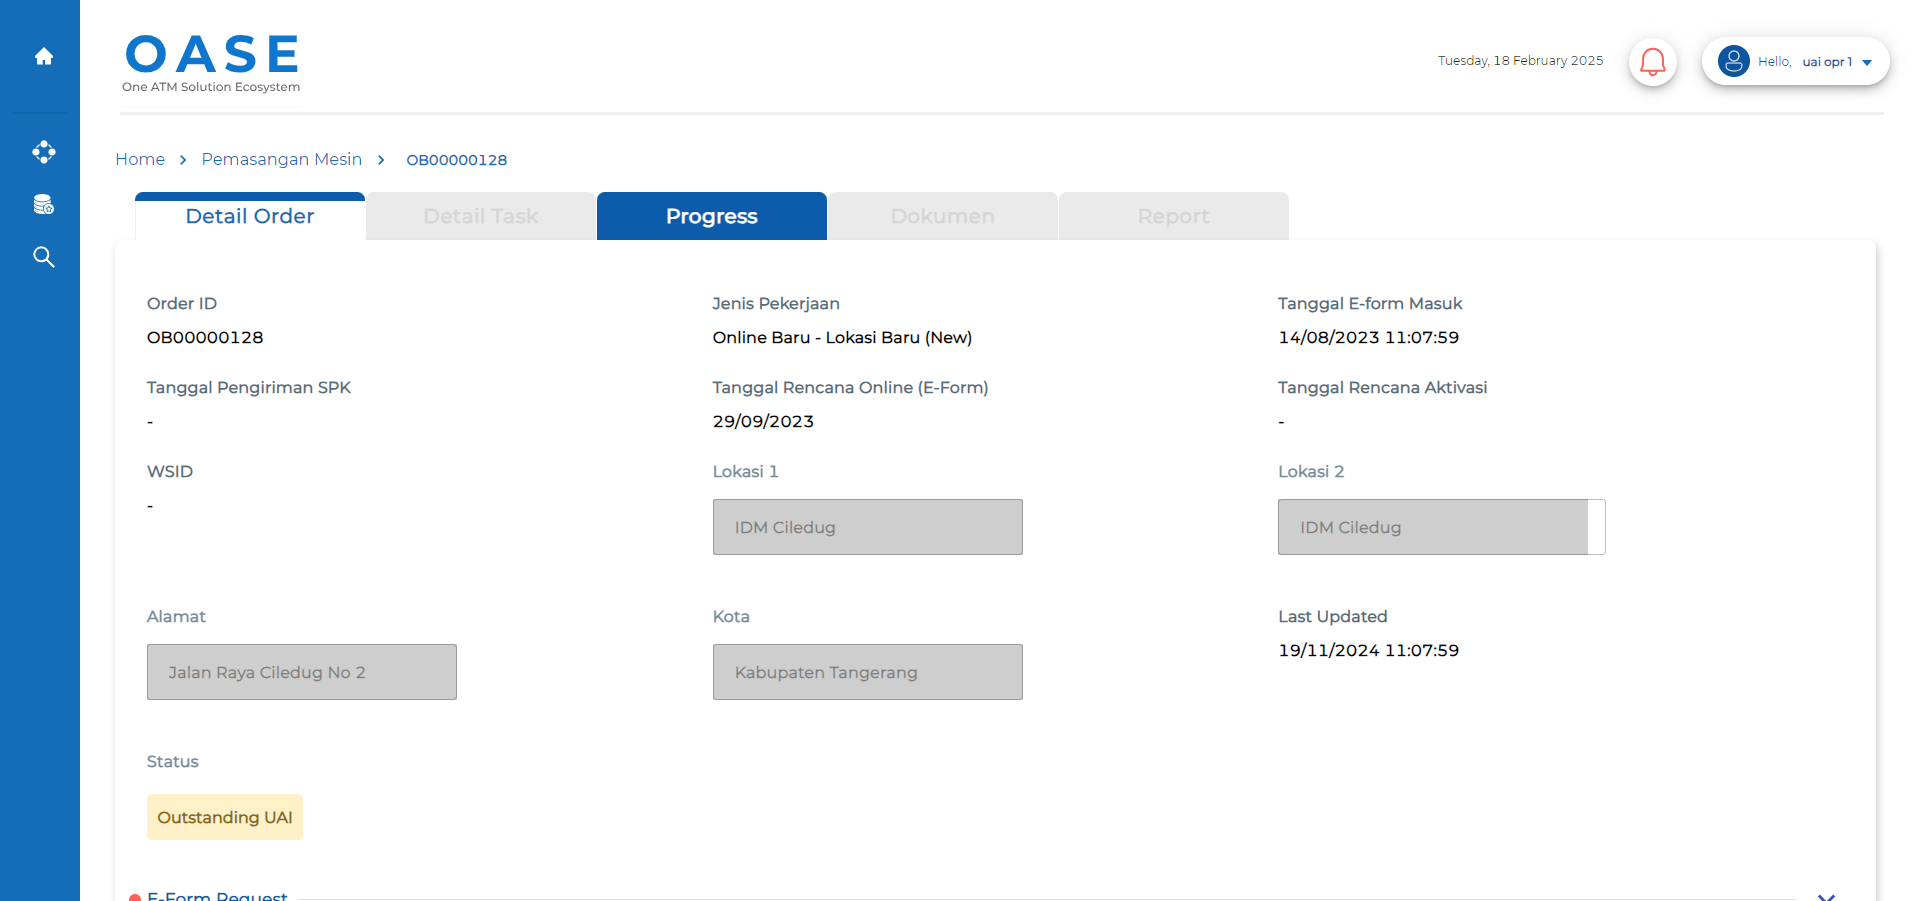 OASE
One ATM Solution Ecosystem
Tuesday, 18 February 2025
Hello, uai opr 1
Home > Pemasangan Mesin > OB00000128
Detail Order Detail Task Progress Dokumen Report
Order ID Jenis Pekerjaan Tanggal E-form Masuk
OB00000128 Online Baru - Lokasi Baru (New) 14/08/2023 11:07:59
Tanggal Pengiriman SPK Tanggal Rencana Online (E-Form) Tanggal Rencana Aktivasi
- 29/09/2023 -
WSID Lokasi 1 Lokasi 2
- IDM Ciledug IDM Ciledug
Alamat Kota Last Updated
Jalan Raya Ciledug No 2 Kabupaten Tangerang 19/11/2024 11:07:59
Status
Outstanding UAI
E-Form Request